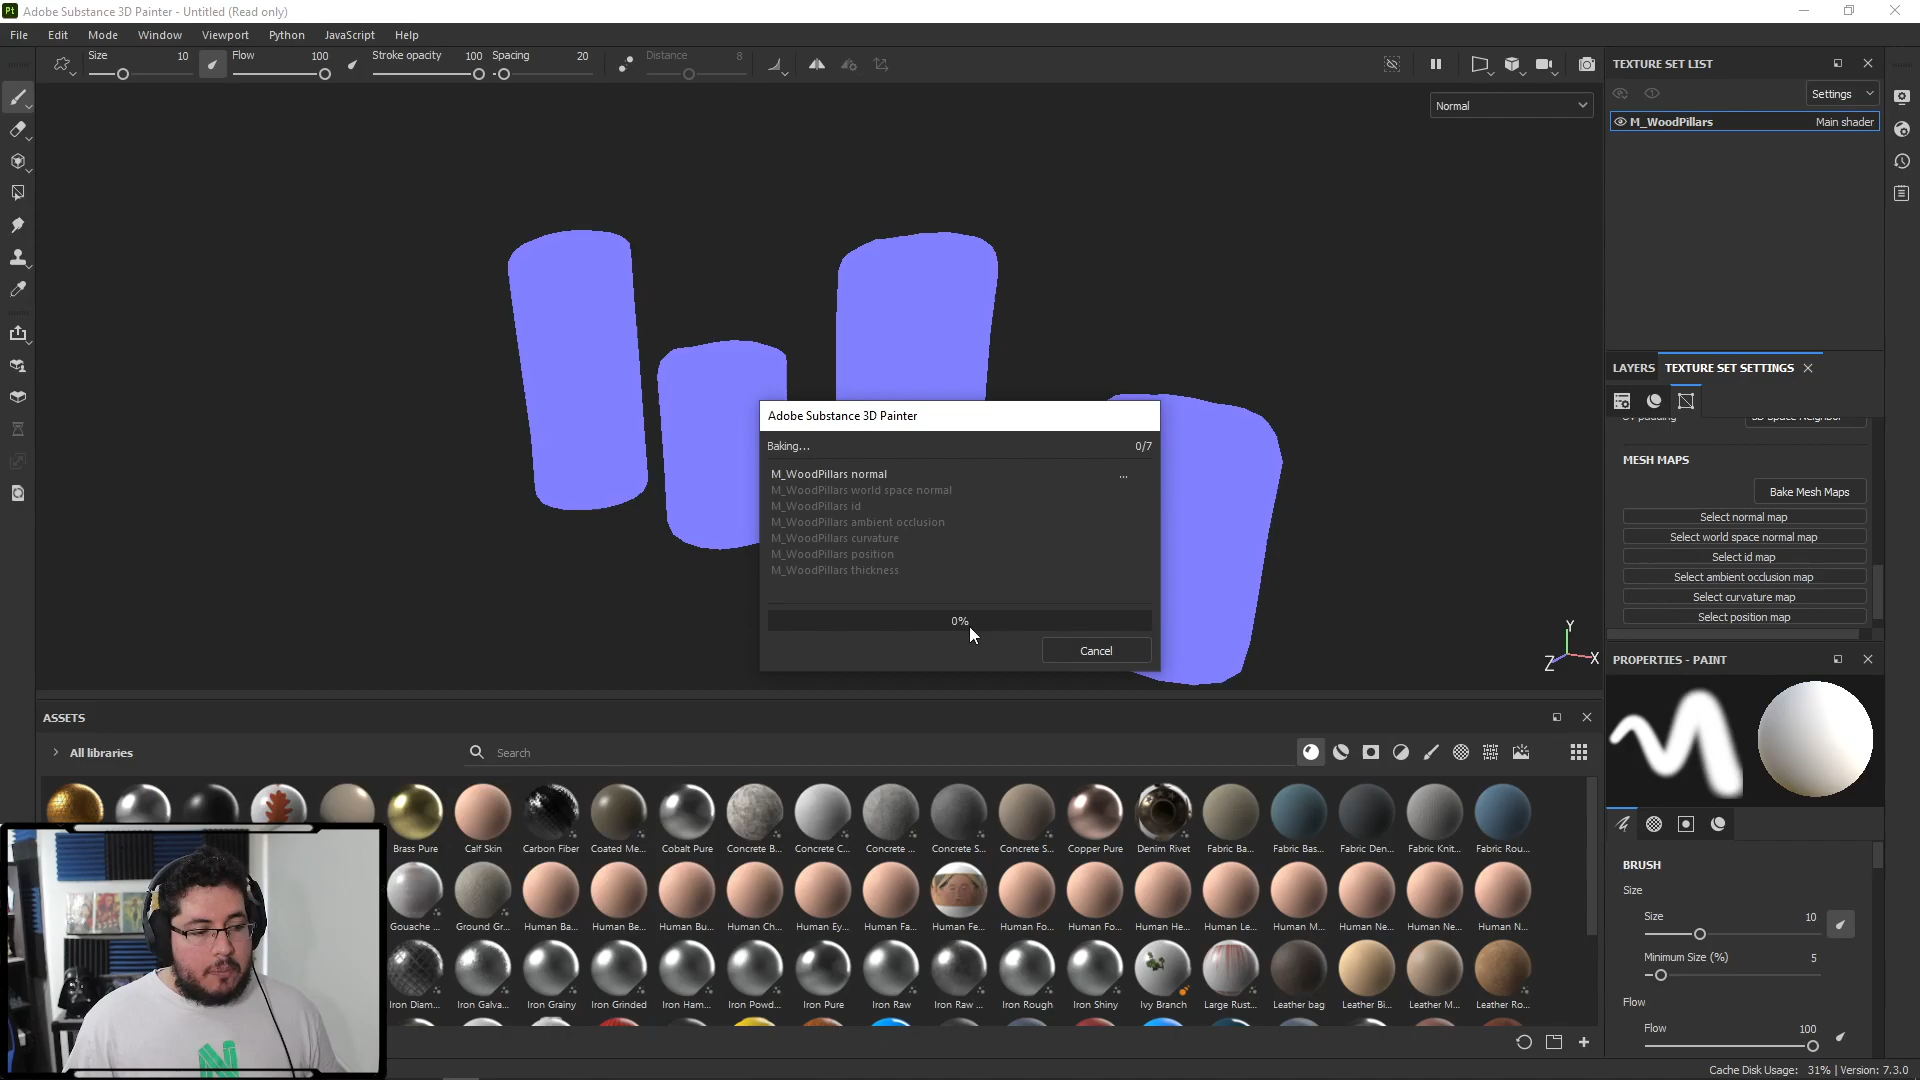 Adobe Substance 3D Painter - Untitled (Read only)
File Edit Mode Window Viewport Python JavaScript Help
Size 10 Flow 100 Stroke opacity 100 Spacing 20 Distance 8
Normal
TEXTURE SET LIST
Settings
M_WoodPillars Main shader
LAYERS TEXTURE SET SETTINGS
MESH MAPS
Bake Mesh Maps
Select normal map
Select world space normal map
Select id map
Select ambient occlusion map
Select curvature map
Select position map
Adobe Substance 3D Painter
Baking... 0/7
M_WoodPillars normal ...
M_WoodPillars world space normal
M_WoodPillars id
M_WoodPillars ambient occlusion
M_WoodPillars curvature
M_WoodPillars position
M_WoodPillars thickness
0%
Cancel
Y
Z X
PROPERTIES - PAINT
BRUSH
Size
Size 10
Minimum Size (%) 5
Flow
Flow 100
ASSETS
All libraries
Search
Brass Pure Calf Skin Carbon Fiber Coated Me... Cobalt Pure Concrete B... Concrete C... Concrete ... Concrete S... Concrete S... Copper Pure Denim Rivet Fabric Ba... Fabric Bas... Fabric Den... Fabric Knit... Fabric Rou...
Gouache ... Ground Gr... Human Ba... Human Be... Human Bu... Human Ch... Human Ey... Human Fa... Human Fe... Human Fo... Human Fo... Human He... Human Le... Human M... Human Ne... Human Ne... Human N...
Iron Diam... Iron Galva... Iron Grainy Iron Grinded Iron Ham... Iron Powd... Iron Pure Iron Raw Iron Raw ... Iron Rough Iron Shiny Ivy Branch Large Rust... Leather bag Leather Bi... Leather M... Leather Ro...
Cache Disk Usage: 31% | Version: 7.3.0